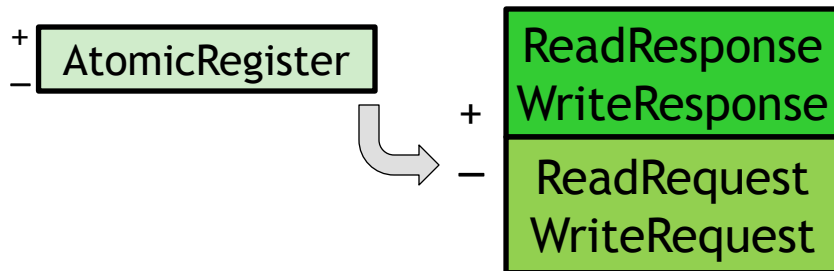 +
AtomicRegister
–
ReadResponse
WriteResponse
+
–
ReadRequest
WriteRequest